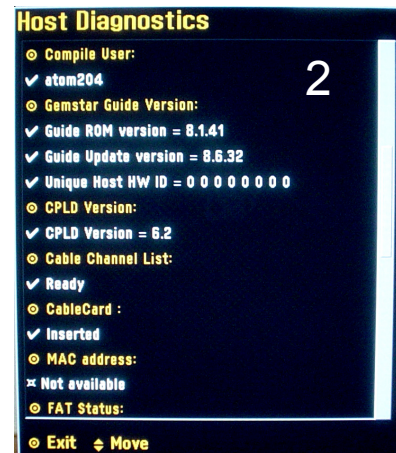 Host Diagnostics
Compile User:
2
atom204
Gemstar Guide Version:
Guide ROM version = 8.1.41
Guide Update version = 8.6.32
Unique Host HW ID = 0 0 0 0 0 0 0 0
CPLD Version:
CPLD Version = 6.2
Cable Channel List:
Ready
CableCard :
Inserted
MAC address:
Not available
FAT Status:
Exit Move